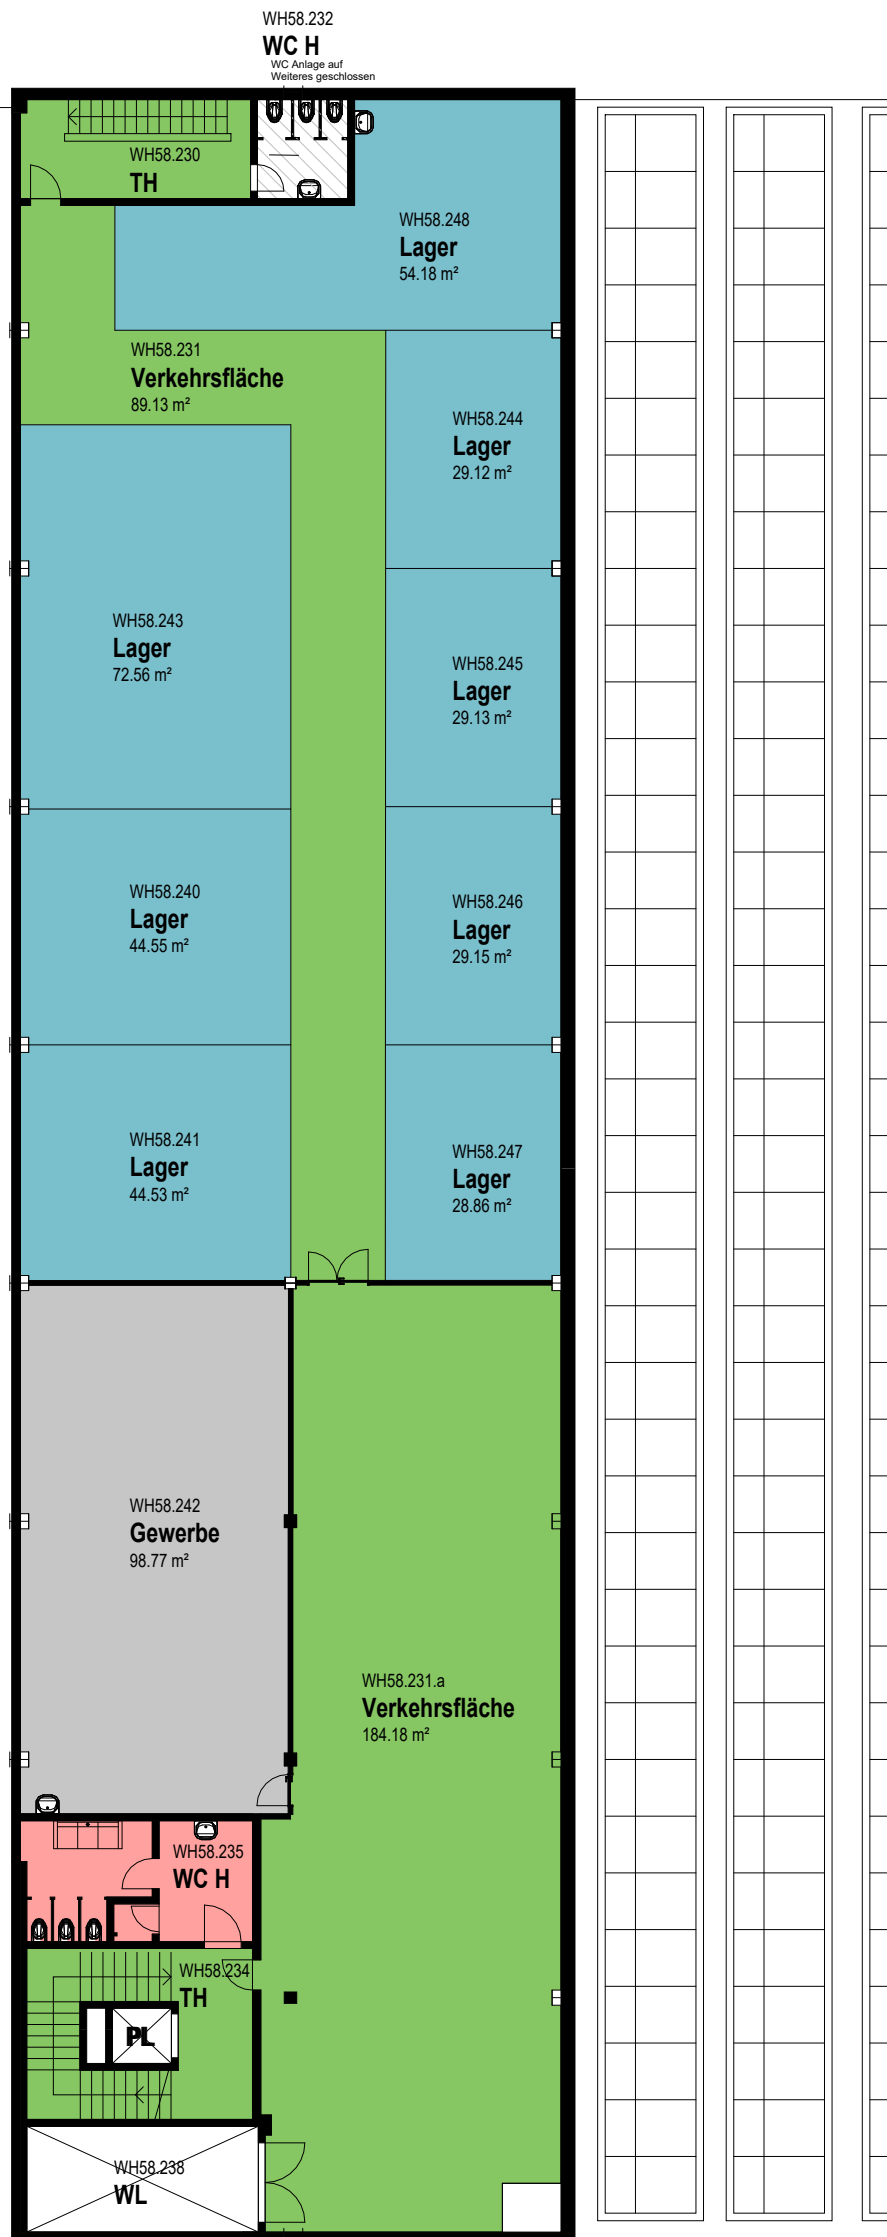 WH58.232
WC H
WC Anlage auf
Weiteres geschlossen
WH58.230
TH
WH58.248
Lager
54.18 m²
WH58.231
Verkehrsfläche
89.13 m²
WH58.244
Lager
29.12 m²
WH58.243
Lager
72.56 m²
WH58.245
Lager
29.13 m²
WH58.240
Lager
44.55 m²
WH58.246
Lager
29.15 m²
WH58.241
Lager
44.53 m²
WH58.247
Lager
28.86 m²
WH58.242
Gewerbe
98.77 m²
WH58.231.a
Verkehrsfläche
184.18 m²
WH58.235
WC H
WH58.234
TH
PL
WH58.238
WL